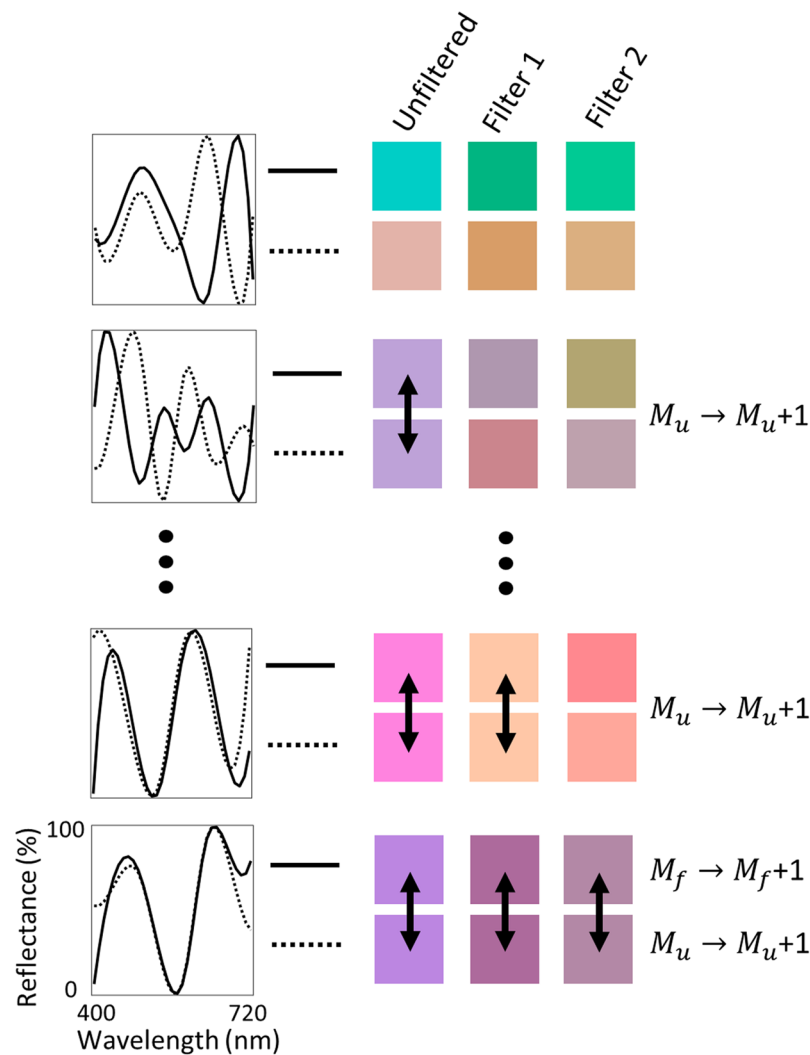 Unfiltered
Filter 1
Filter 2
M_u → M_u+1
M_u → M_u+1
100
Reflectance (%)
M_f → M_f+1
M_u → M_u+1
0
400
720
Wavelength (nm)